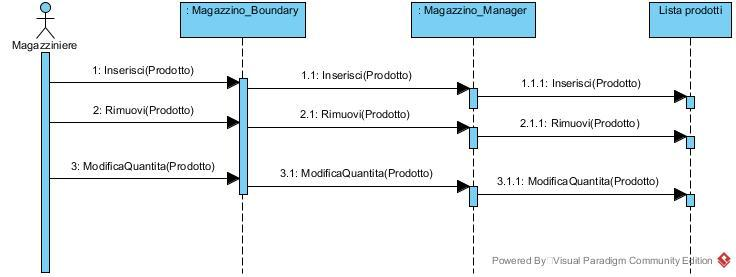 : Magazzino_Boundary
: Magazzino_Manager
Lista prodotti
Magazziniere
1: Inserisci(Prodotto)
1.1: Inserisci(Prodotto)
1.1.1: Inserisci(Prodotto)
2: Rimuovi(Prodotto)
2.1: Rimuovi(Prodotto)
2.1.1: Rimuovi(Prodotto)
3: ModificaQuantita(Prodotto)
3.1: ModificaQuantita(Prodotto)
3.1.1: ModificaQuantita(Prodotto)
Powered By Visual Paradigm Community Edition